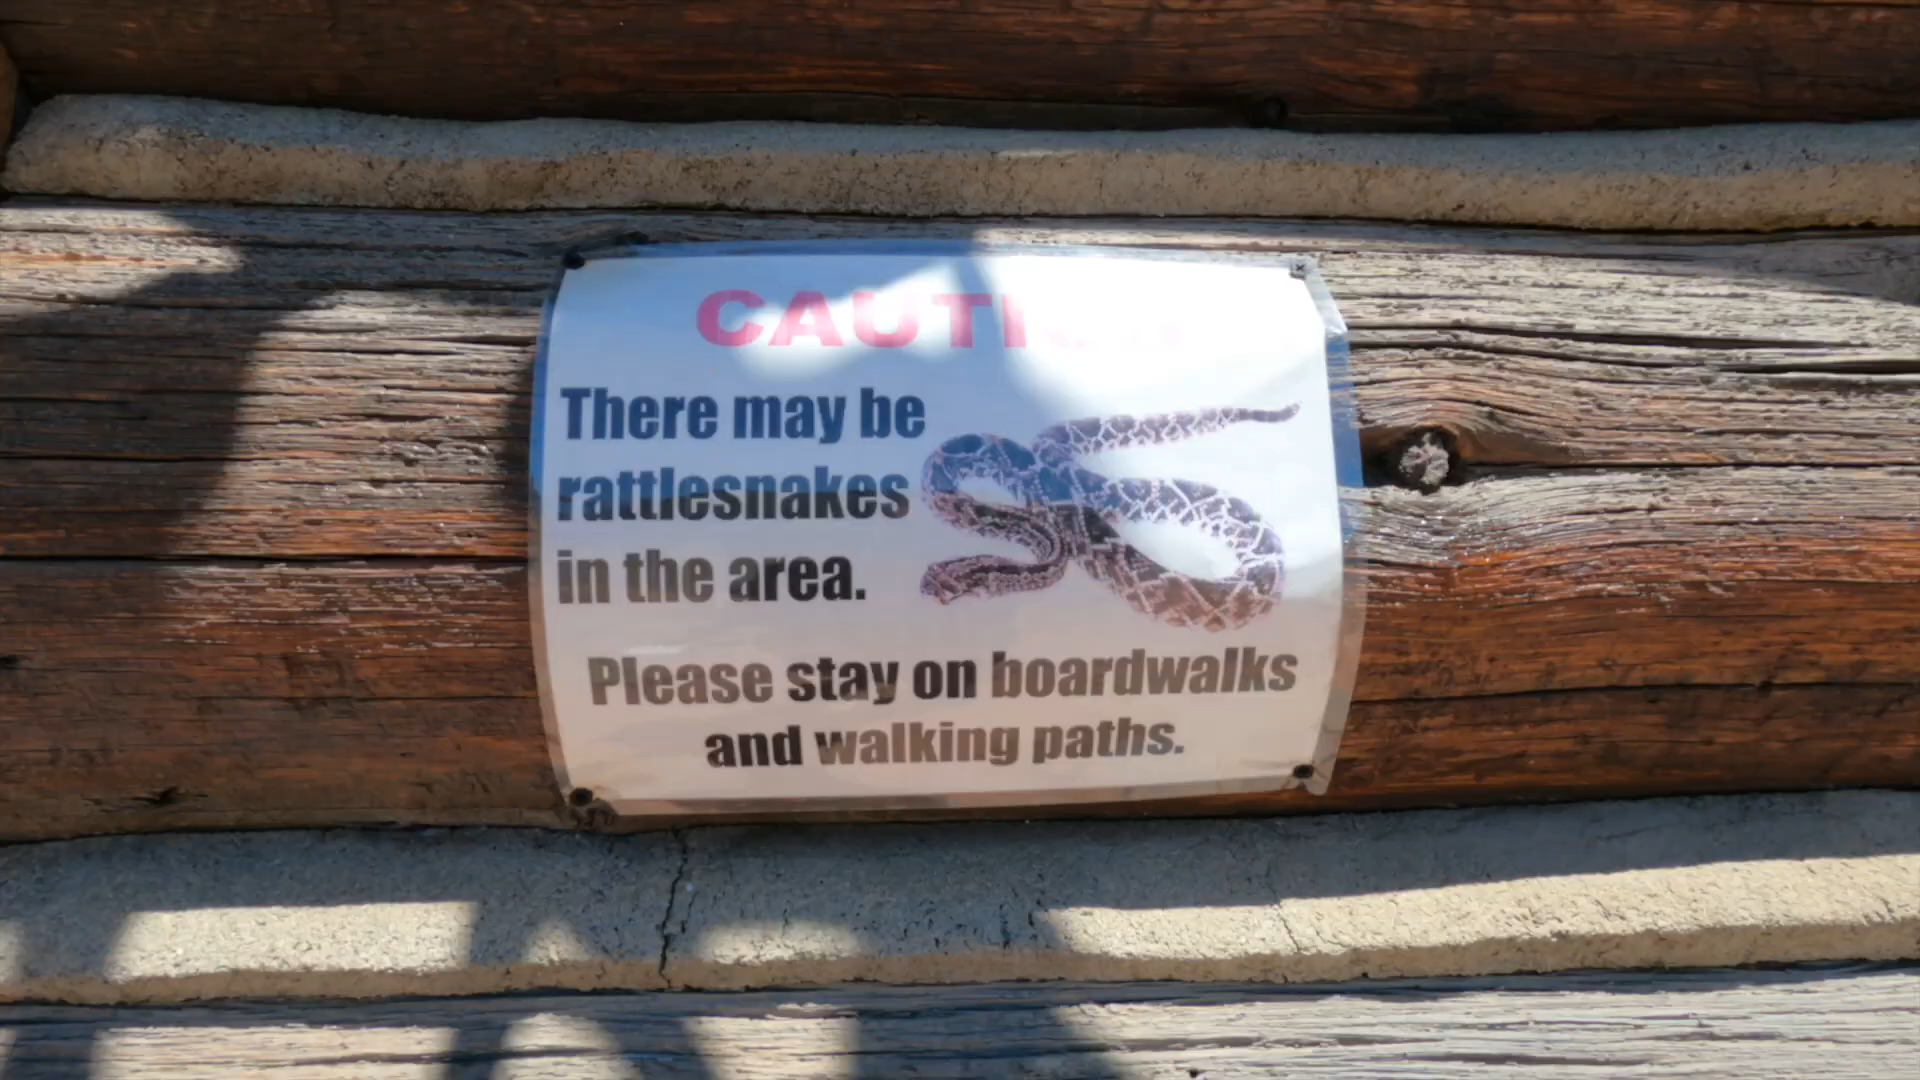 CAUTI
There may be
rattlesnakes
in the area.
Please stay on boardwalks
and walking paths.